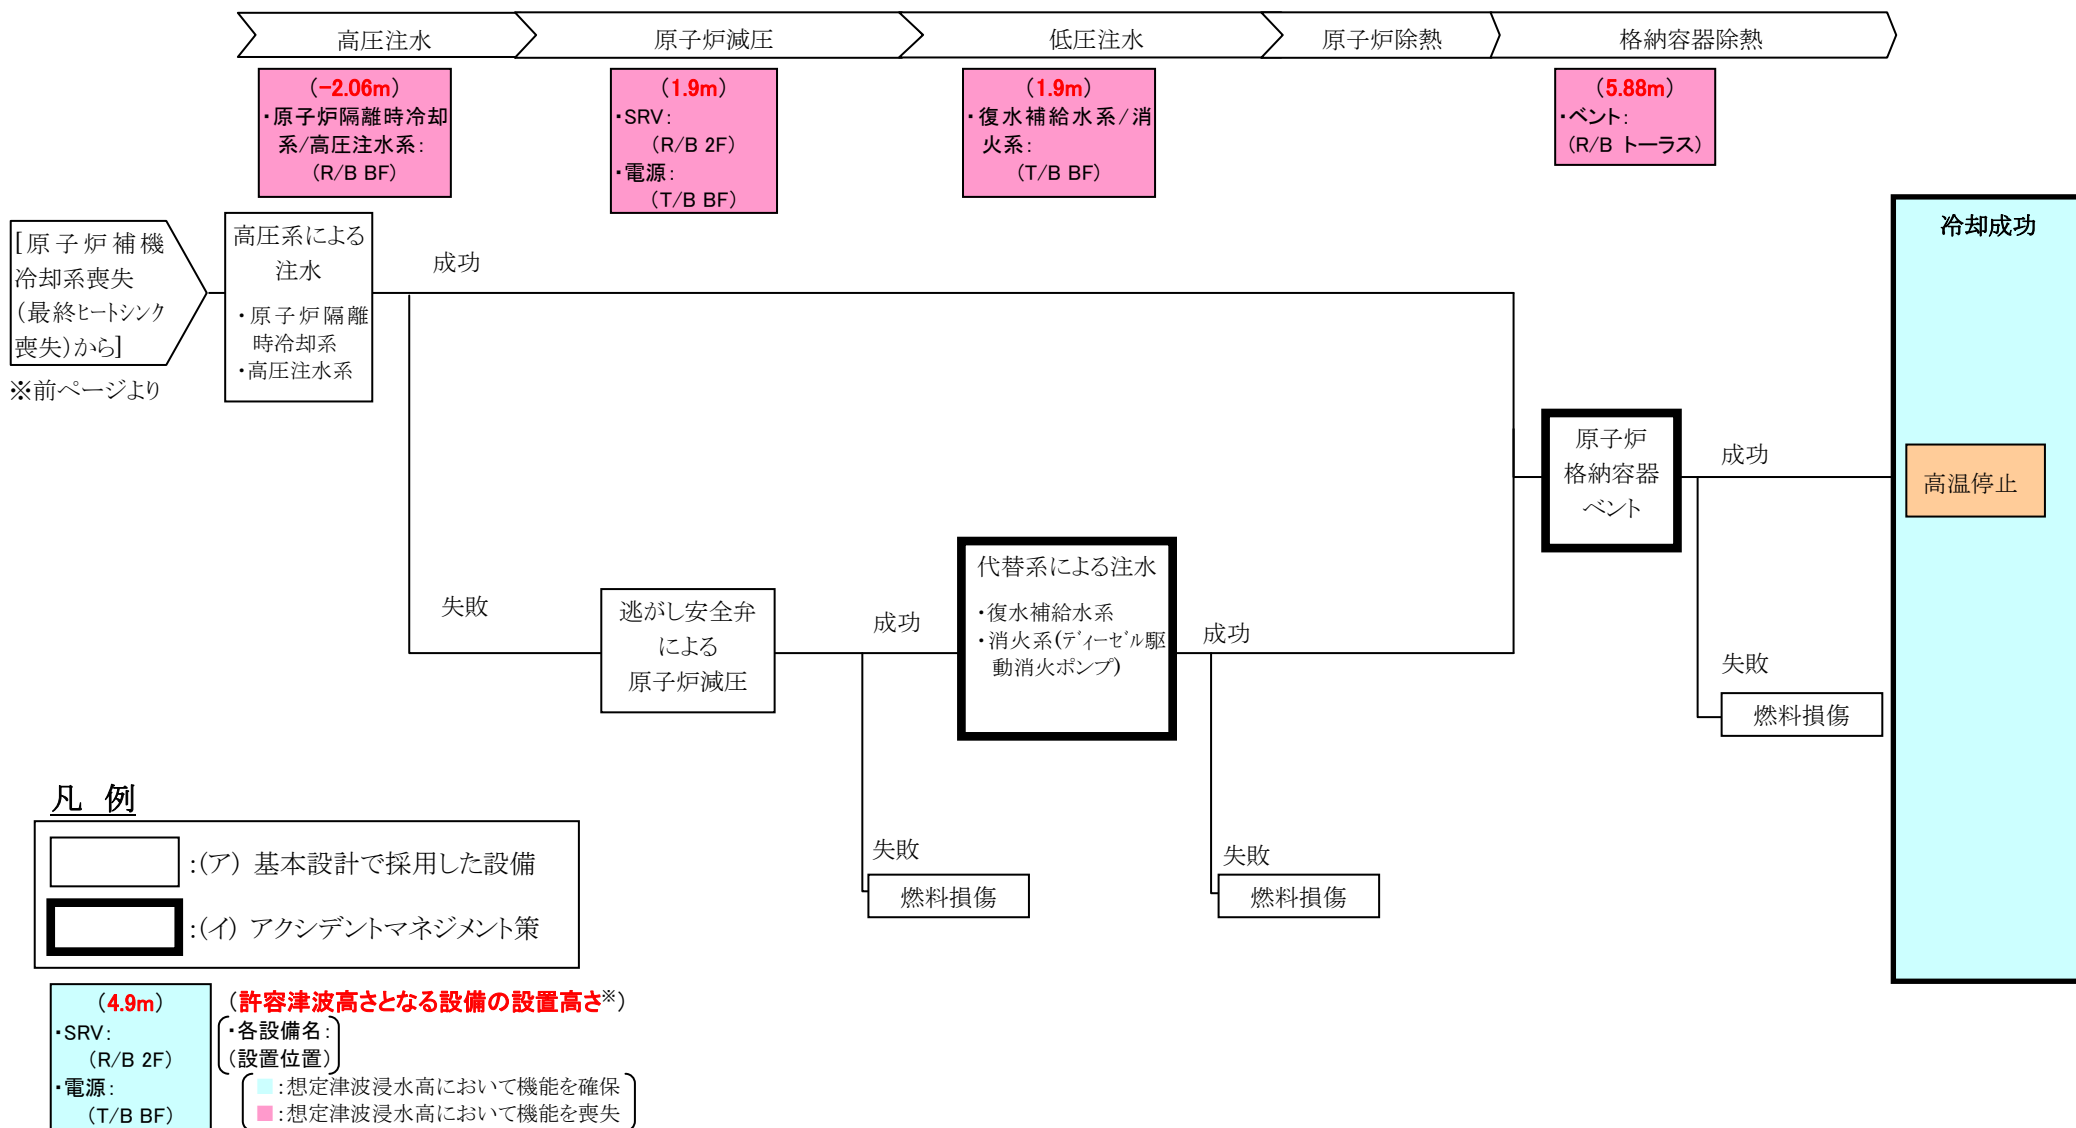 高圧注水
原子炉減圧
低圧注水
原子炉除熱
格納容器除熱
(-2.06m)
・原子炉隔離時冷却
系/高圧注水系:
(R/B BF)
(1.9m)
・SRV:
(R/B 2F)
・電源:
(T/B BF)
(1.9m)
・復水補給水系/消
火系:
(T/B BF)
(5.88m)
・ベント:
(R/B トーラス)
[原子炉補機
冷却系喪失
(最終ヒートシンク
喪失)から]
※前ページより
高圧系による
注水
・原子炉隔離
時冷却系
・高圧注水系
成功
失敗
逃がし安全弁
による
原子炉減圧
成功
失敗
燃料損傷
代替系による注水
・復水補給水系
・消火系(ディーゼル駆
動消火ポンプ)
成功
失敗
燃料損傷
原子炉
格納容器
ベント
成功
失敗
燃料損傷
冷却成功
高温停止
凡 例
:(ア) 基本設計で採用した設備
:(イ) アクシデントマネジメント策
(4.9m)
・SRV:
(R/B 2F)
・電源:
(T/B BF)
(許容津波高さとなる設備の設置高さ※)
・各設備名:
(設置位置)
:想定津波浸水高において機能を確保
:想定津波浸水高において機能を喪失